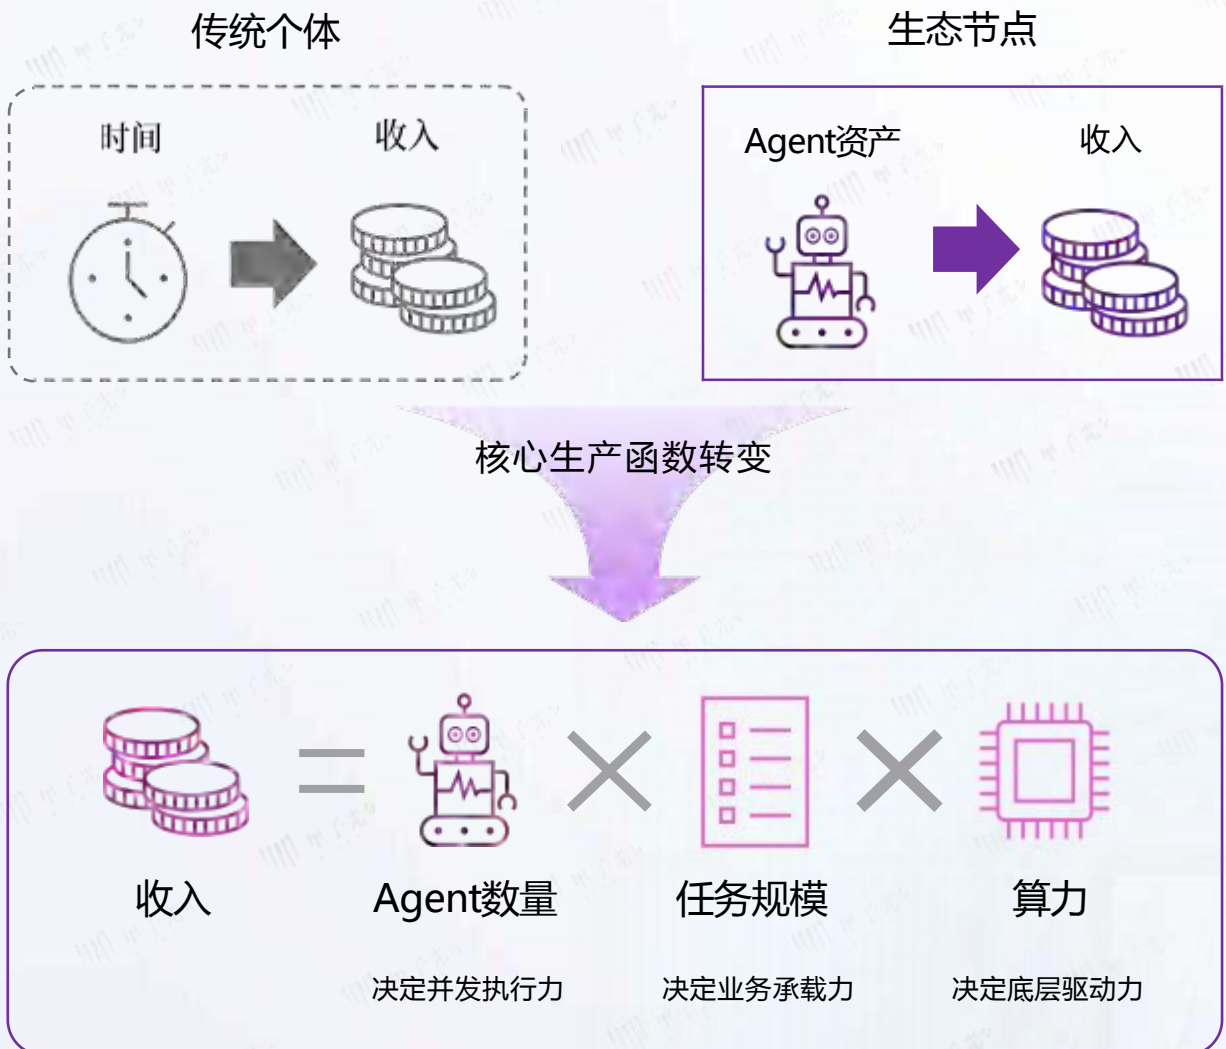 传统个体
生态节点
时间
收入
Agent资产
收入
核心生产函数转变
收入
Agent数量
任务规模
算力
决定并发执行力
决定业务承载力
决定底层驱动力